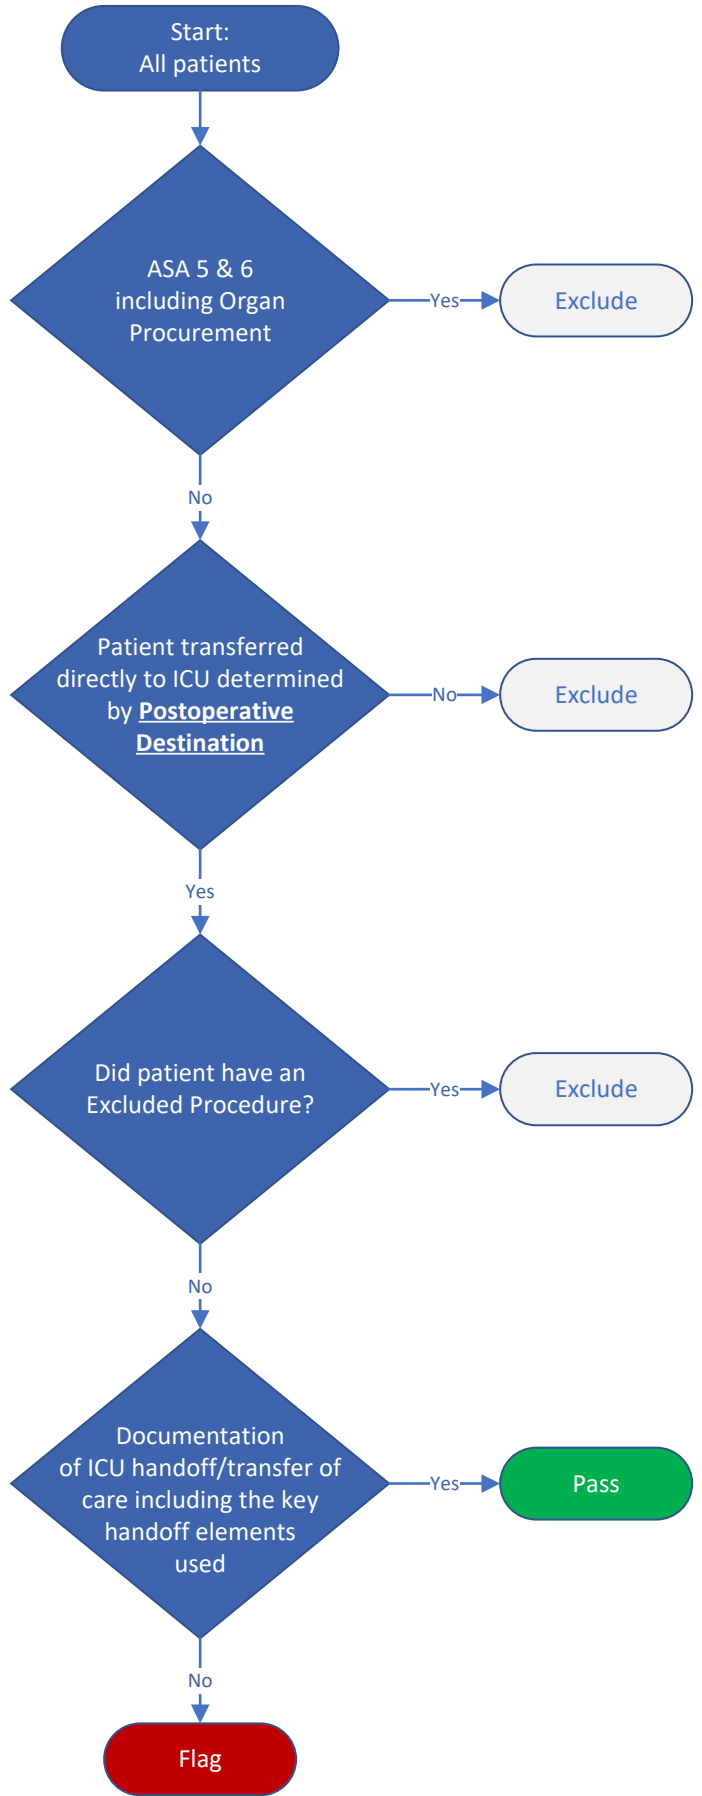 Start:
All patients
ASA 5 & 6
including Organ
Procurement
Yes
Exclude
No
Patient transferred
directly to ICU determined
by Postoperative
Destination
No
Exclude
Yes
Did patient have an
Excluded Procedure?
Yes
Exclude
No
Documentation
of ICU handoff/transfer of
care including the key
handoff elements
used
Yes
Pass
No
Flag